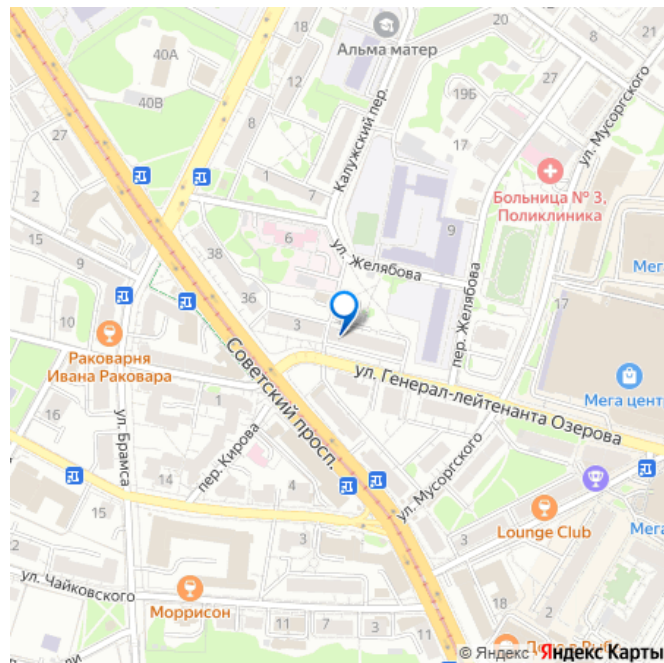 18
20
8
21
Альма матер
40А
12
Калужский пер.
19Б
27
ул. Мусоргского
40В
8
27
17
1
7
Больница № 3,
Поликлиника
2
6
9
ул. Желябова
15
9
38
Мега
36
17
пер. Желябова
10
3
Раковарня
Ивана Раковара
Советский просп.
ул. Генерал-лейтенанта Озерова
Мега цент
16
ул. Брамса
пер. Кирова
ул. Мусоргского
14
4
15
3
Lounge Club
Мега
2
ул. Чайковского
Моррисон
7
11
11
18
2
© Яндекс Яндекс Карты